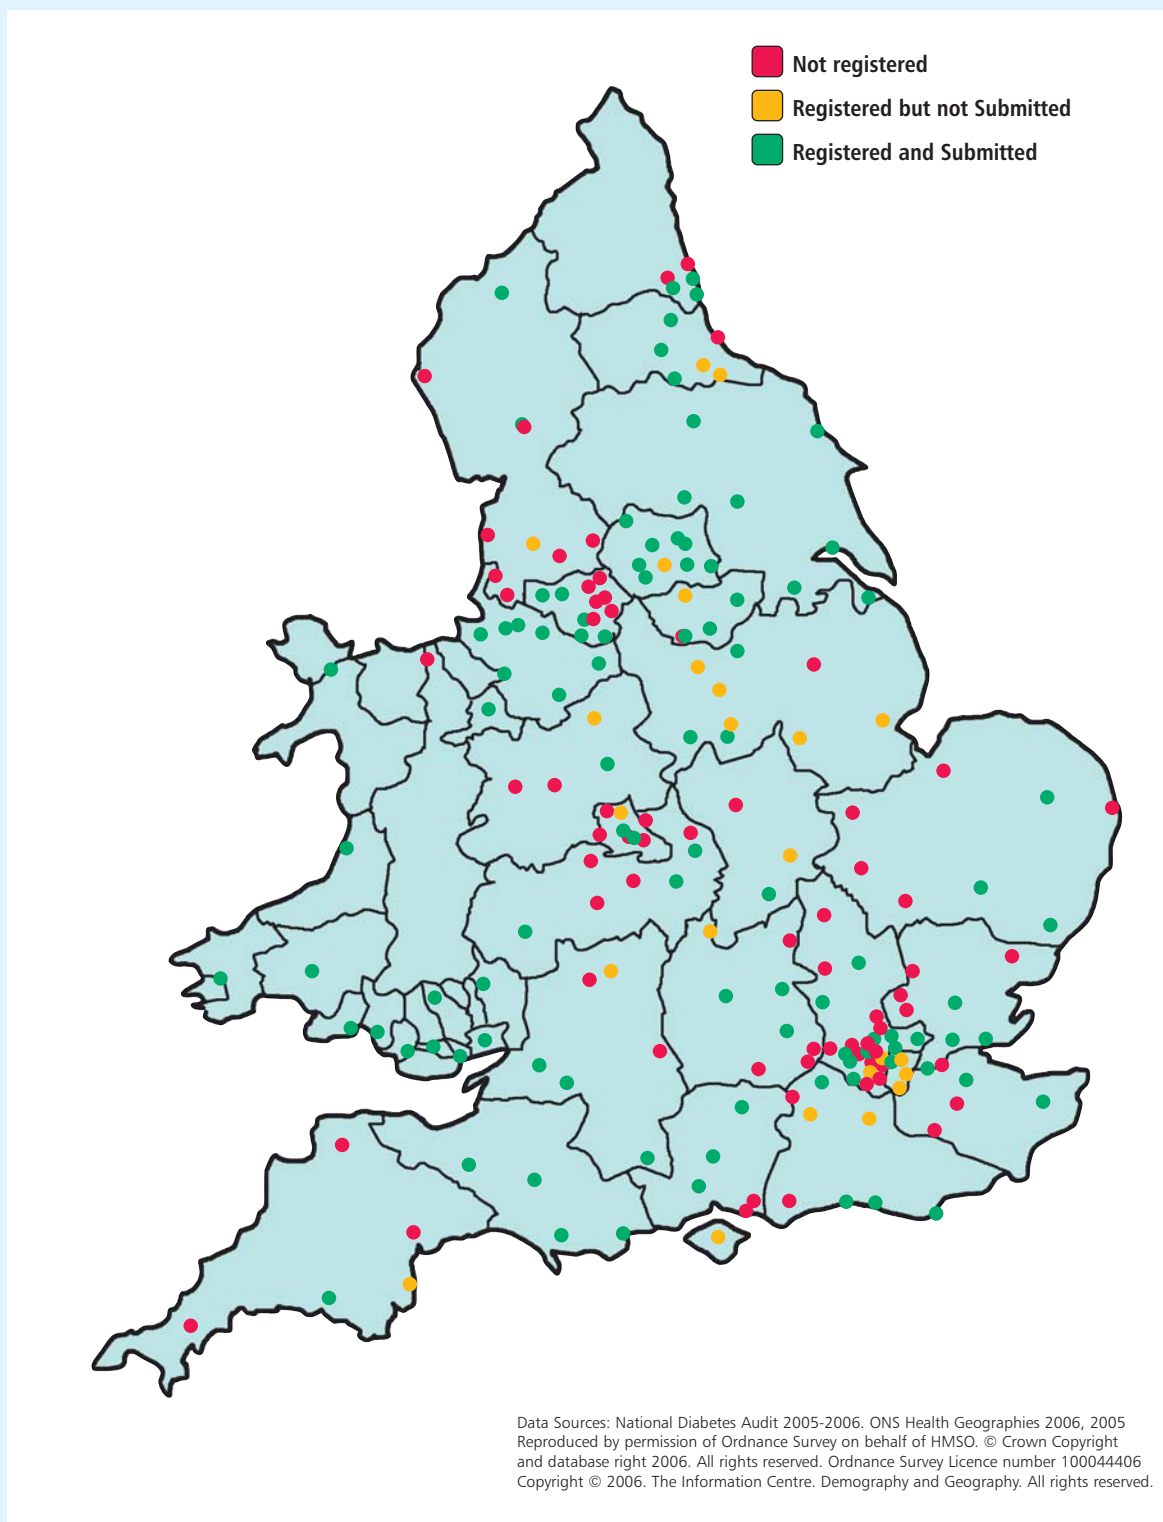 Not registered
Registered but not Submitted
Registered and Submitted
Data Sources: National Diabetes Audit 2005-2006. ONS Health Geographies 2006, 2005
Reproduced by permission of Ordnance Survey on behalf of HMSO. © Crown Copyright
and database right 2006. All rights reserved. Ordnance Survey Licence number 100044406
Copyright © 2006. The Information Centre. Demography and Geography. All rights reserved.